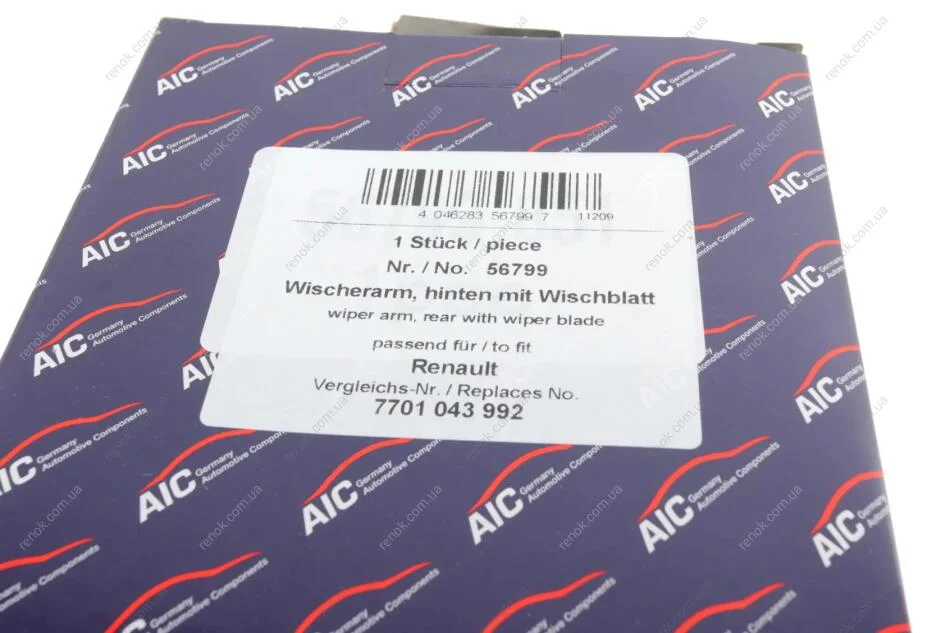 AIC Germany
Automotive Components
4 046283 56799 7 11209
1 Stück / piece
Nr. / No. 56799
Wischerarm, hinten mit Wischblatt
wiper arm, rear with wiper blade
passend für / to fit
Renault
Vergleichs-Nr. / Replaces No.
7701 043 992
renok.com.ua